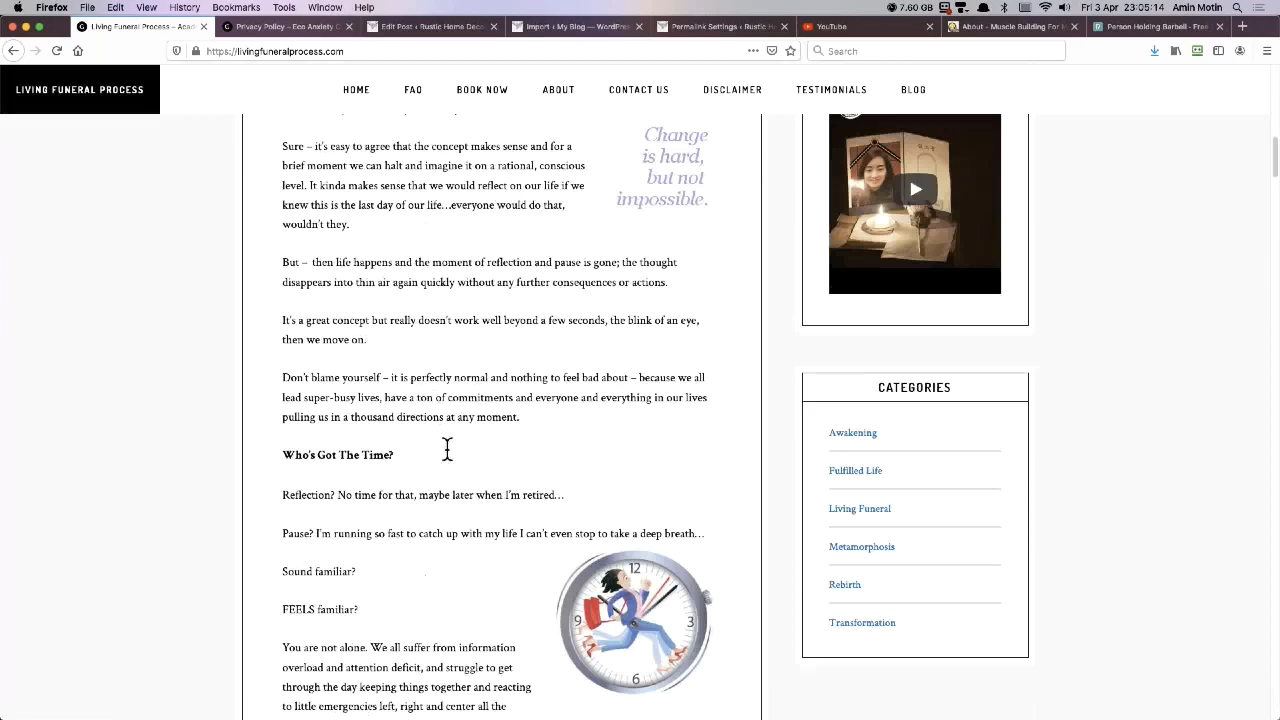 Firefox
7.60GB
Fri 2 Apr 23:01:19 Amin Motin
Living Funeral Process – Acad
Privacy Policy – Eco Anxiety C
Edit Post ‹ Rustic Home Deco
Import ‹ My Blog — WordPres
Permalink Settings ‹ Rustic H
YouTube
About - Muscle Building For M
Person Holding Barbell · Free
https://livingfuneralprocess.com
Search
LIVING FUNERAL PROCESS
HOME
FAQ
BOOK NOW
ABOUT
CONTACT US
DISCLAIMER
TESTIMONIALS
BLOG
Change
is hard,
but not
impossible.
Sure – it's easy to agree that the concept makes sense and for a
brief moment we can halt and imagine it on a rational, conscious
level. It kinda makes sense that we would reflect on our life if we
knew this is the last day of our life…everyone would do that,
wouldn't they.
But – then life happens and the moment of reflection and pause is gone; the thought
disappears into thin air again quickly without any further consequences or actions.
It's a great concept but really doesn't work well beyond a few seconds, the blink of an eye,
then we move on.
Don't blame yourself – it is perfectly normal and nothing to feel bad about – because we all
lead super-busy lives, have a ton of commitments and everyone and everything in our lives
pulling us in a thousand directions at any moment.
Who's Got The Time?
Reflection? No time for that, maybe later when I'm retired…
Pause? I'm running so fast to catch up with my life I can't even stop to take a deep breath…
Sound familiar?
FEELS familiar?
12
3
6
9
You are not alone. We all suffer from information
overload and attention deficit, and struggle to get
through the day keeping things together and reacting
to little emergencies left, right and center all the
CATEGORIES
Awakening
Fulfilled Life
Living Funeral
Metamorphosis
Rebirth
Transformation